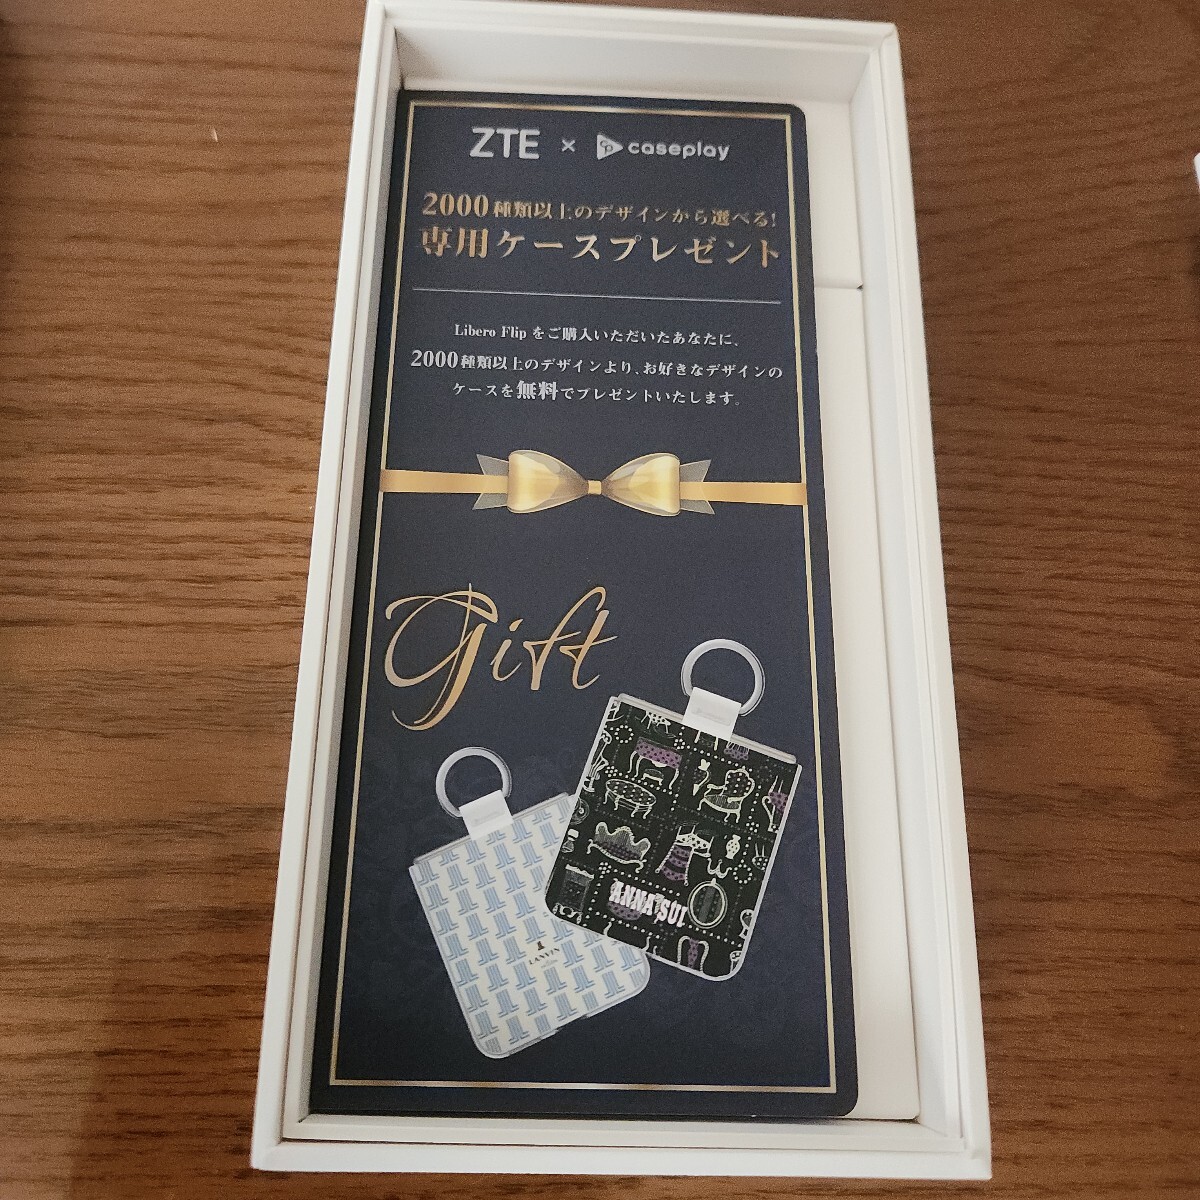 ZTE × caseplay
2000種類以上のデザインから選べる!
専用ケースプレゼント
Libero Flip をご購入いただいたあなたに、
2000種類以上のデザインより、お好きなデザインの
ケースを無料でプレゼントいたします。
Gift
ANNA SUI
LANVIN